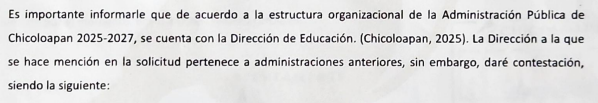 Es importante informarle que de acuerdo a la estructura organizacional de la Administración Pública de
Chicoloapan 2025-2027, se cuenta con la Dirección de Educación. (Chicoloapan, 2025). La Dirección a la que
se hace mención en la solicitud pertenece a administraciones anteriores, sin embargo, daré contestación,
siendo la siguiente: